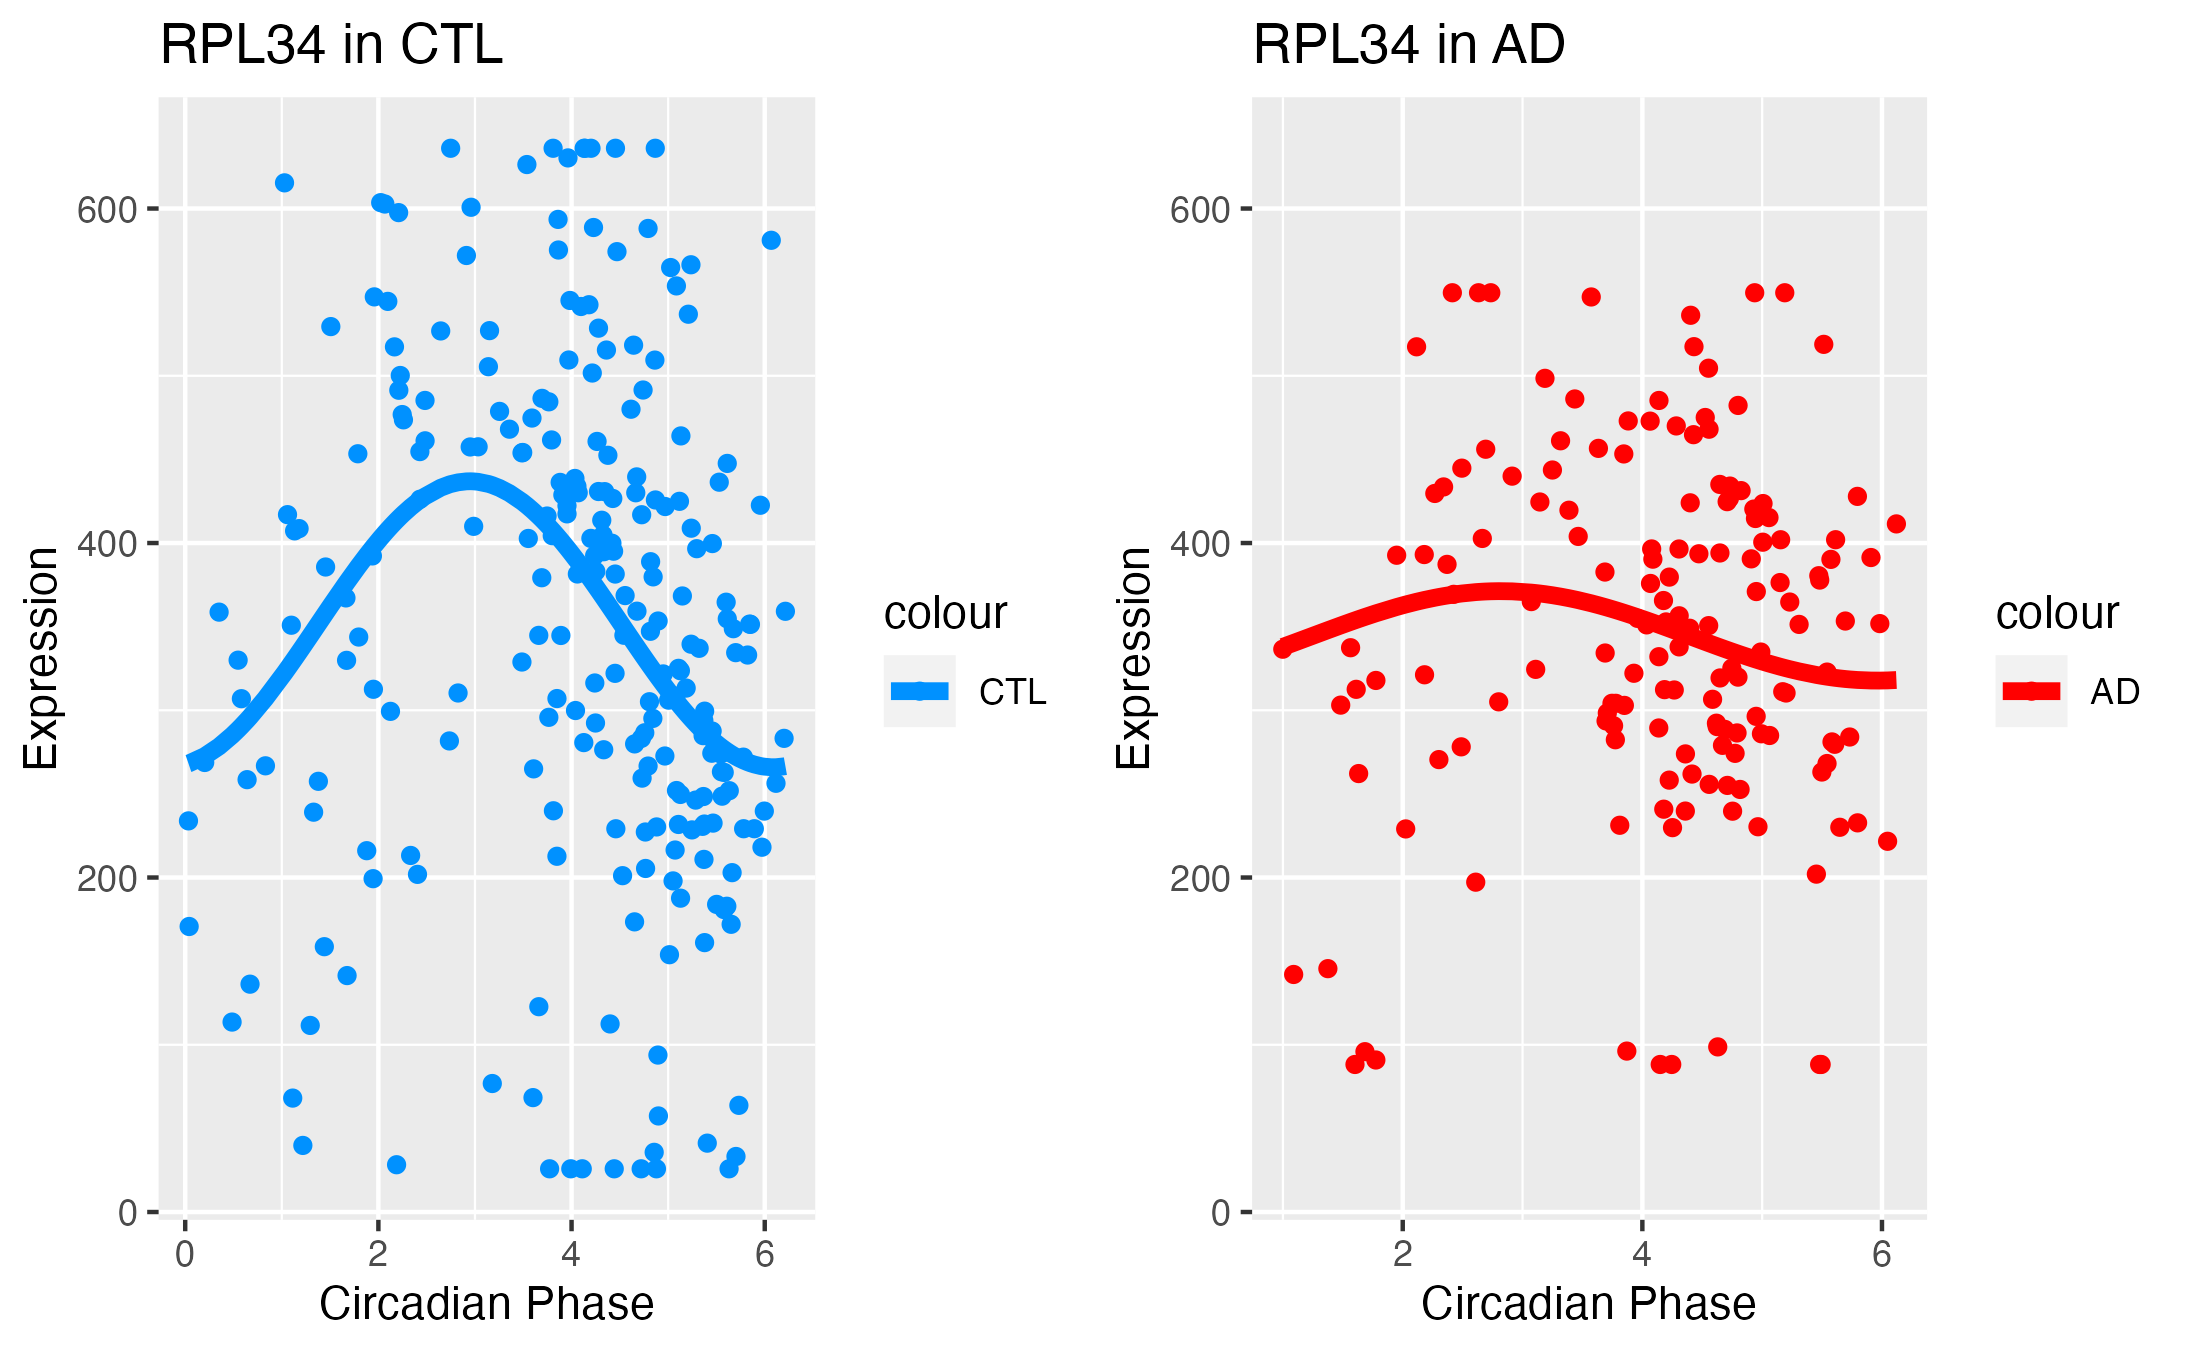 RPL34 in CTL
Expression
600
400
200
0
0 2 4 6
Circadian Phase
colour
CTL
RPL34 in AD
Expression
600
400
200
0
2 4 6
Circadian Phase
colour
AD